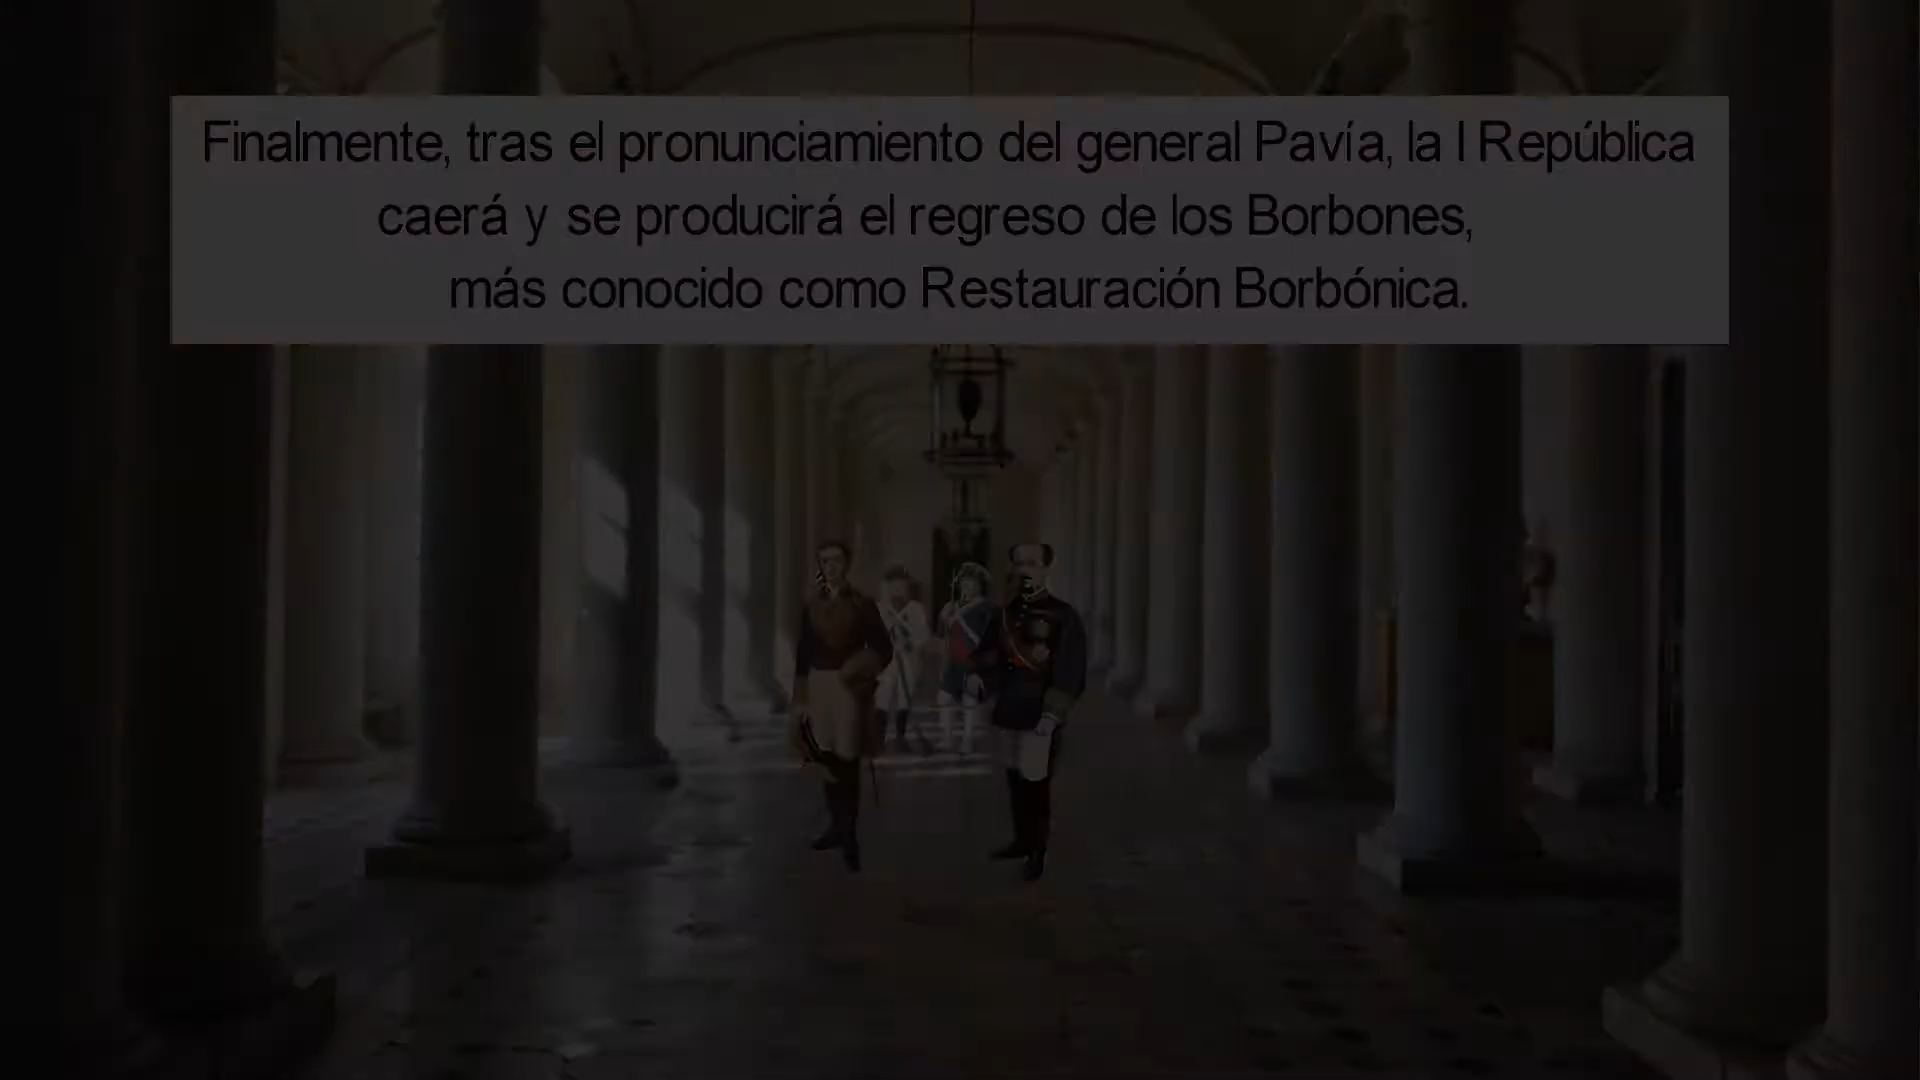 Finalmente, tras el pronunciamiento del general Pavía, la I República
caerá y se producirá el regreso de los Borbones,
más conocido como Restauración Borbónica.